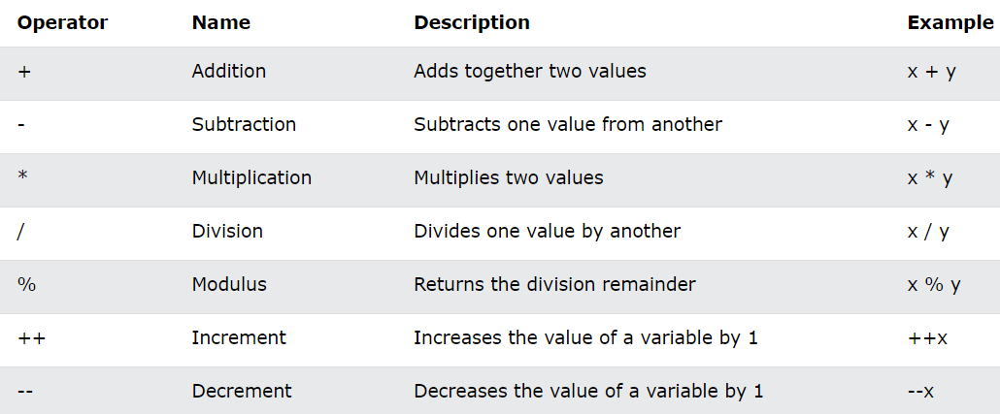 Operator Name Description Example
+ Addition Adds together two values x + y
- Subtraction Subtracts one value from another x - y
* Multiplication Multiplies two values x * y
/ Division Divides one value by another x / y
% Modulus Returns the division remainder x % y
++ Increment Increases the value of a variable by 1 ++x
-- Decrement Decreases the value of a variable by 1 --x